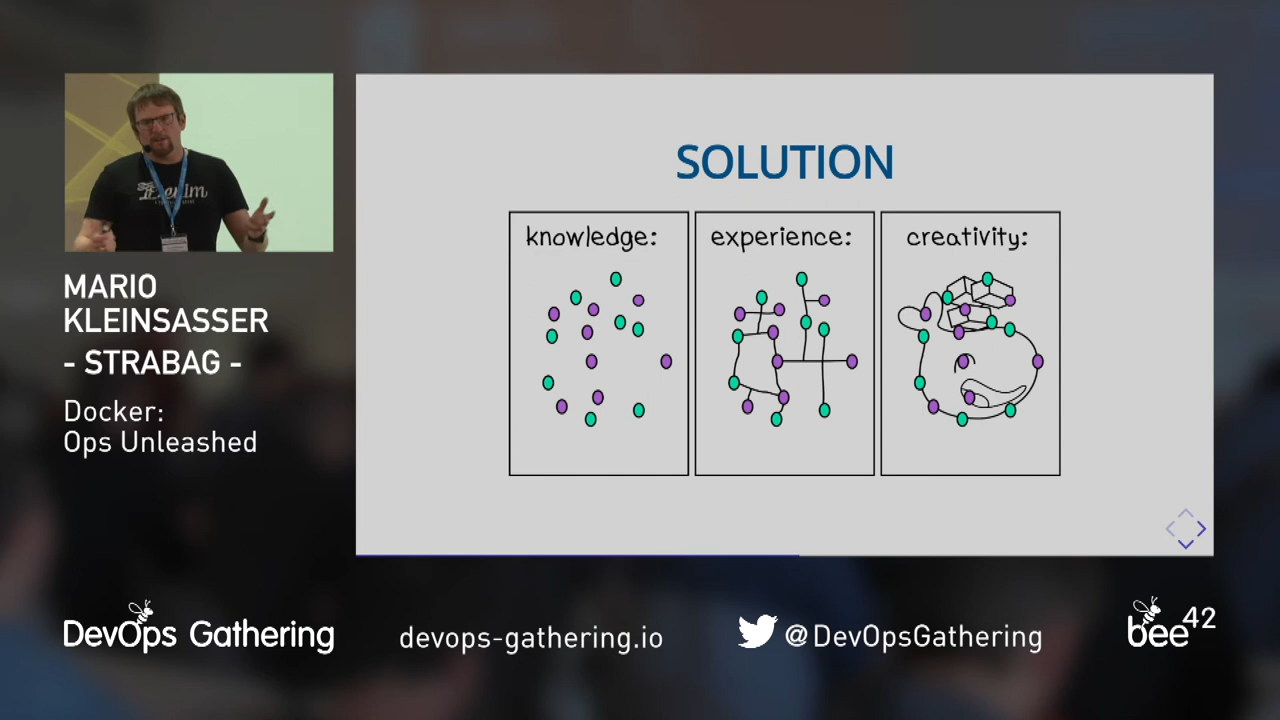 MARIO
KLEINSASSER
- STRABAG -
Docker:
Ops Unleashed
SOLUTION
knowledge:
experience:
creativity:
DevOps Gathering
devops-gathering.io
@DevOpsGathering
bee42